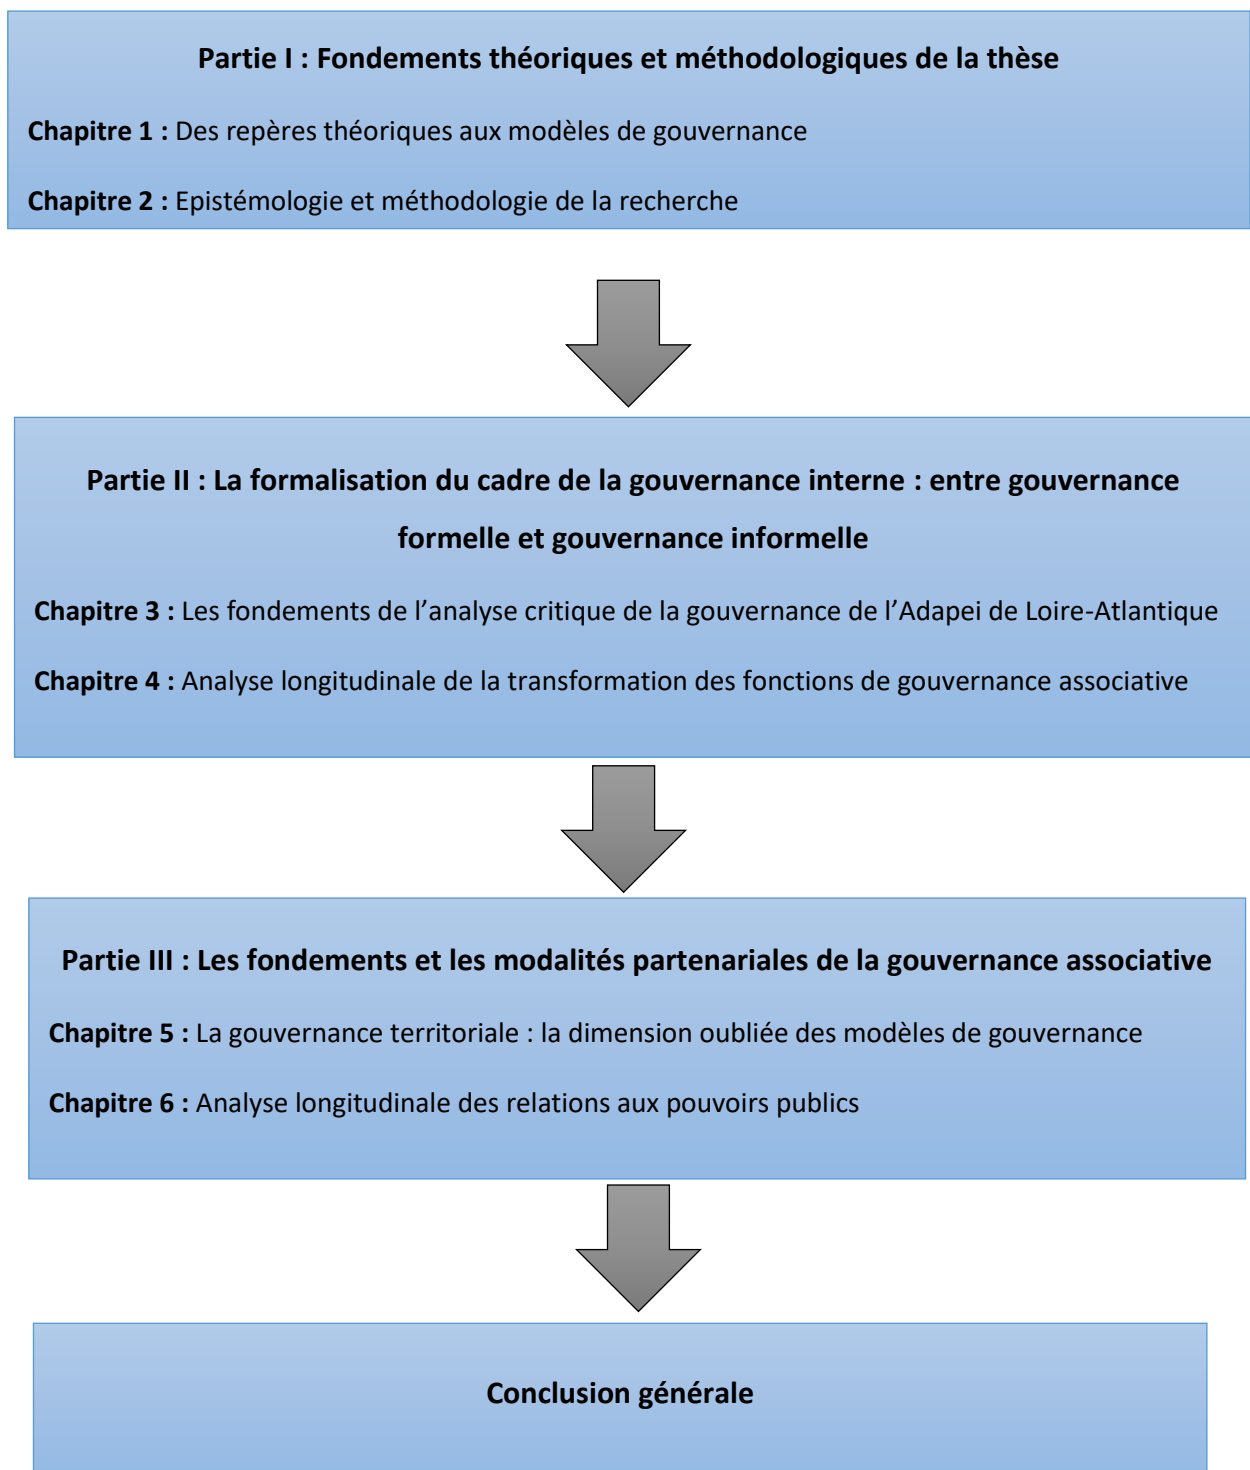 Partie I : Fondements théoriques et méthodologiques de la thèse
Chapitre 1 : Des repères théoriques aux modèles de gouvernance
Chapitre 2 : Epistémologie et méthodologie de la recherche
Partie II : La formalisation du cadre de la gouvernance interne : entre gouvernance
formelle et gouvernance informelle
Chapitre 3 : Les fondements de l’analyse critique de la gouvernance de l’Adapei de Loire-Atlantique
Chapitre 4 : Analyse longitudinale de la transformation des fonctions de gouvernance associative
Partie III : Les fondements et les modalités partenariales de la gouvernance associative
Chapitre 5 : La gouvernance territoriale : la dimension oubliée des modèles de gouvernance
Chapitre 6 : Analyse longitudinale des relations aux pouvoirs publics
Conclusion générale